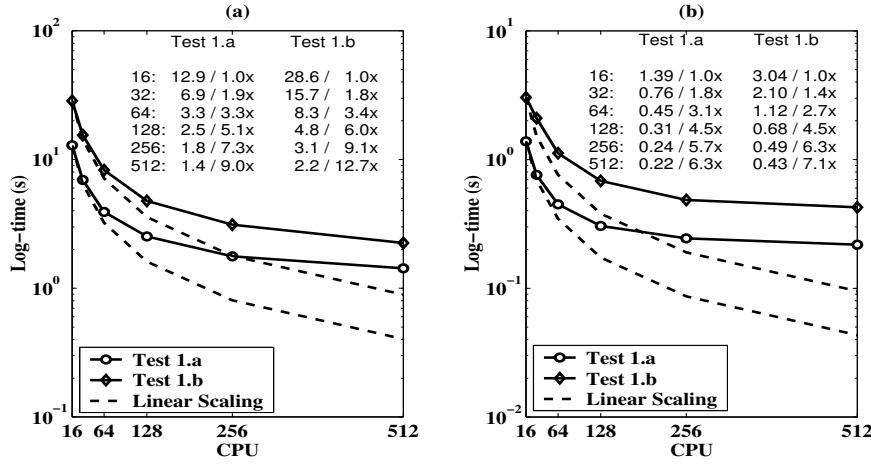 (a)
10^2
10^1
10^0
10^-1
Log-time (s)
Test 1.a Test 1.b
16: 12.9 / 1.0x 28.6 / 1.0x
32: 6.9 / 1.9x 15.7 / 1.8x
64: 3.3 / 3.3x 8.3 / 3.4x
128: 2.5 / 5.1x 4.8 / 6.0x
256: 1.8 / 7.3x 3.1 / 9.1x
512: 1.4 / 9.0x 2.2 / 12.7x
Test 1.a
Test 1.b
Linear Scaling
16 64 128 256 512
CPU
(b)
10^1
10^0
10^-1
10^-2
Log-time (s)
Test 1.a Test 1.b
16: 1.39 / 1.0x 3.04 / 1.0x
32: 0.76 / 1.8x 2.10 / 1.4x
64: 0.45 / 3.1x 1.12 / 2.7x
128: 0.31 / 4.5x 0.68 / 4.5x
256: 0.24 / 5.7x 0.49 / 6.3x
512: 0.22 / 6.3x 0.43 / 7.1x
Test 1.a
Test 1.b
Linear Scaling
16 64 128 256 512
CPU